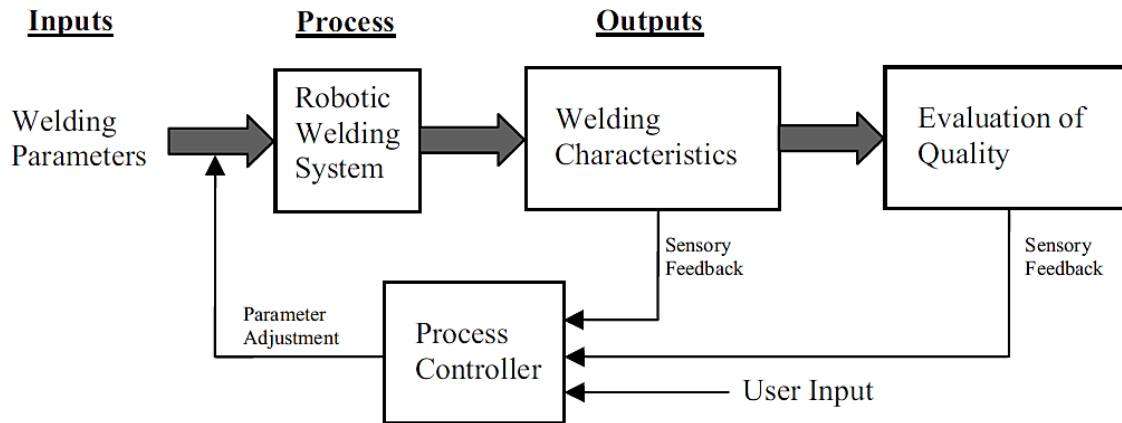 Inputs
Process
Outputs
Welding
Parameters
Robotic
Welding
System
Welding
Characteristics
Evaluation of
Quality
Sensory
Feedback
Sensory
Feedback
Parameter
Adjustment
Process
Controller
User Input